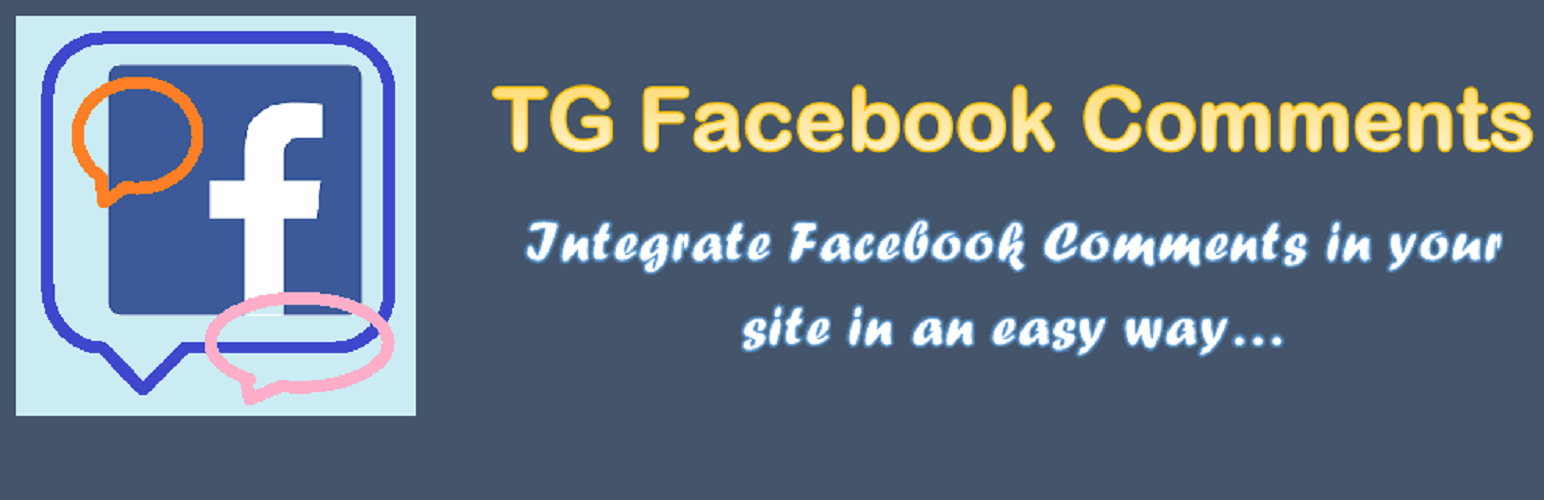 TG Facebook Comments
Integrate Facebook Comments in your
site in an easy way...